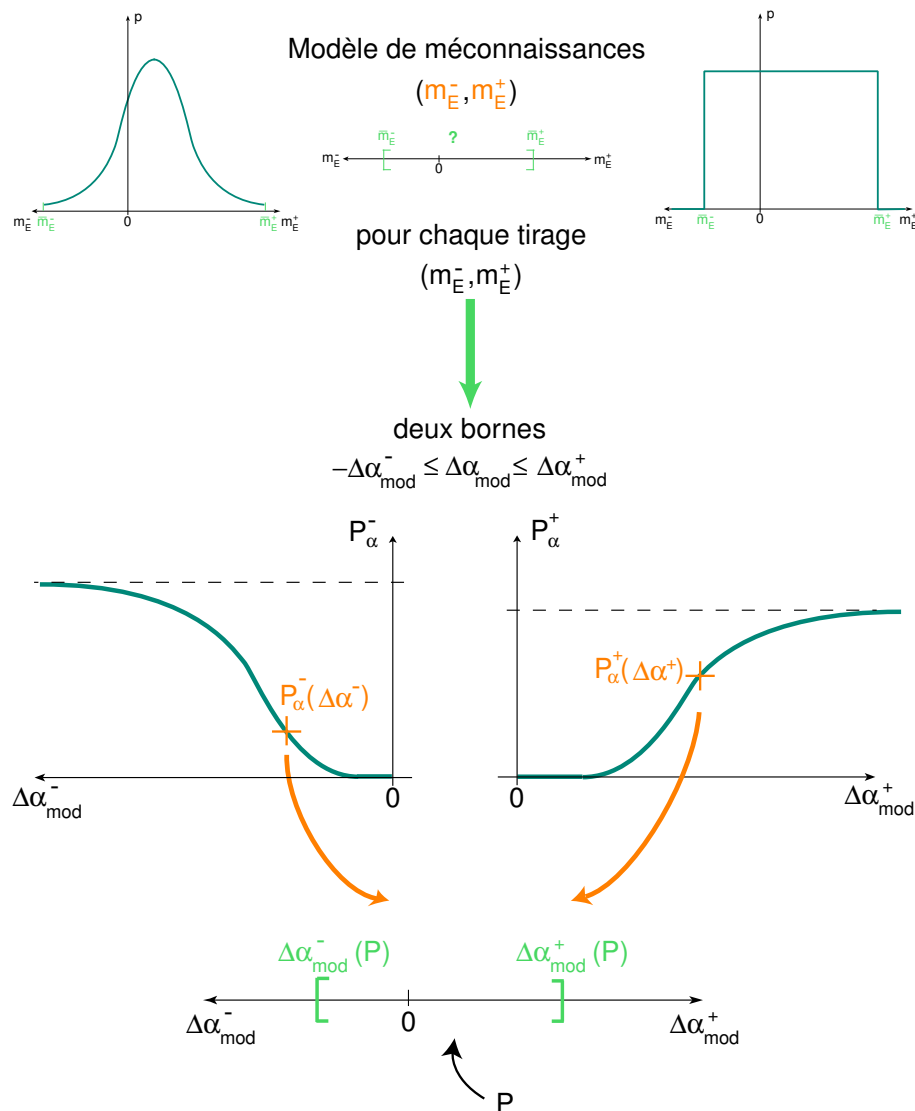 p
m_E^- m̅_E^- 0 m̅_E^+ m_E^+
Modèle de méconnaissances
(m_E^-,m_E^+)
m̅_E^- ? m̅_E^+
m_E^- 0 m_E^+
p
m_E^- m̅_E^- 0 m̅_E^+ m_E^+
pour chaque tirage
(m_E^-,m_E^+)
deux bornes
−Δα_mod^- ≤ Δα_mod ≤ Δα_mod^+
P_α^-
P_α^-(Δα^-)
Δα_mod^- 0
P_α^+
P_α^+(Δα^+)
0 Δα_mod^+
Δα_mod^-(P) Δα_mod^+(P)
Δα_mod^- 0 Δα_mod^+
P